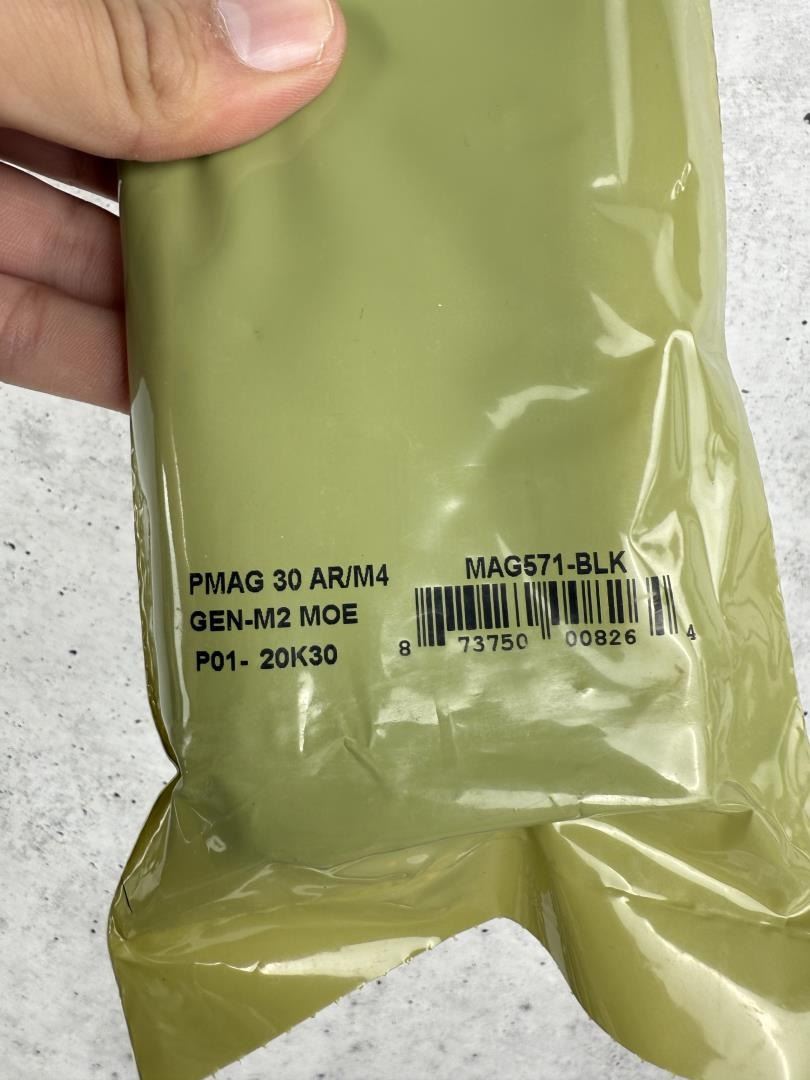 PMAG 30 AR/M4
GEN-M2 MOE
P01- 20K30
MAG571-BLK
8 73750 00826 4